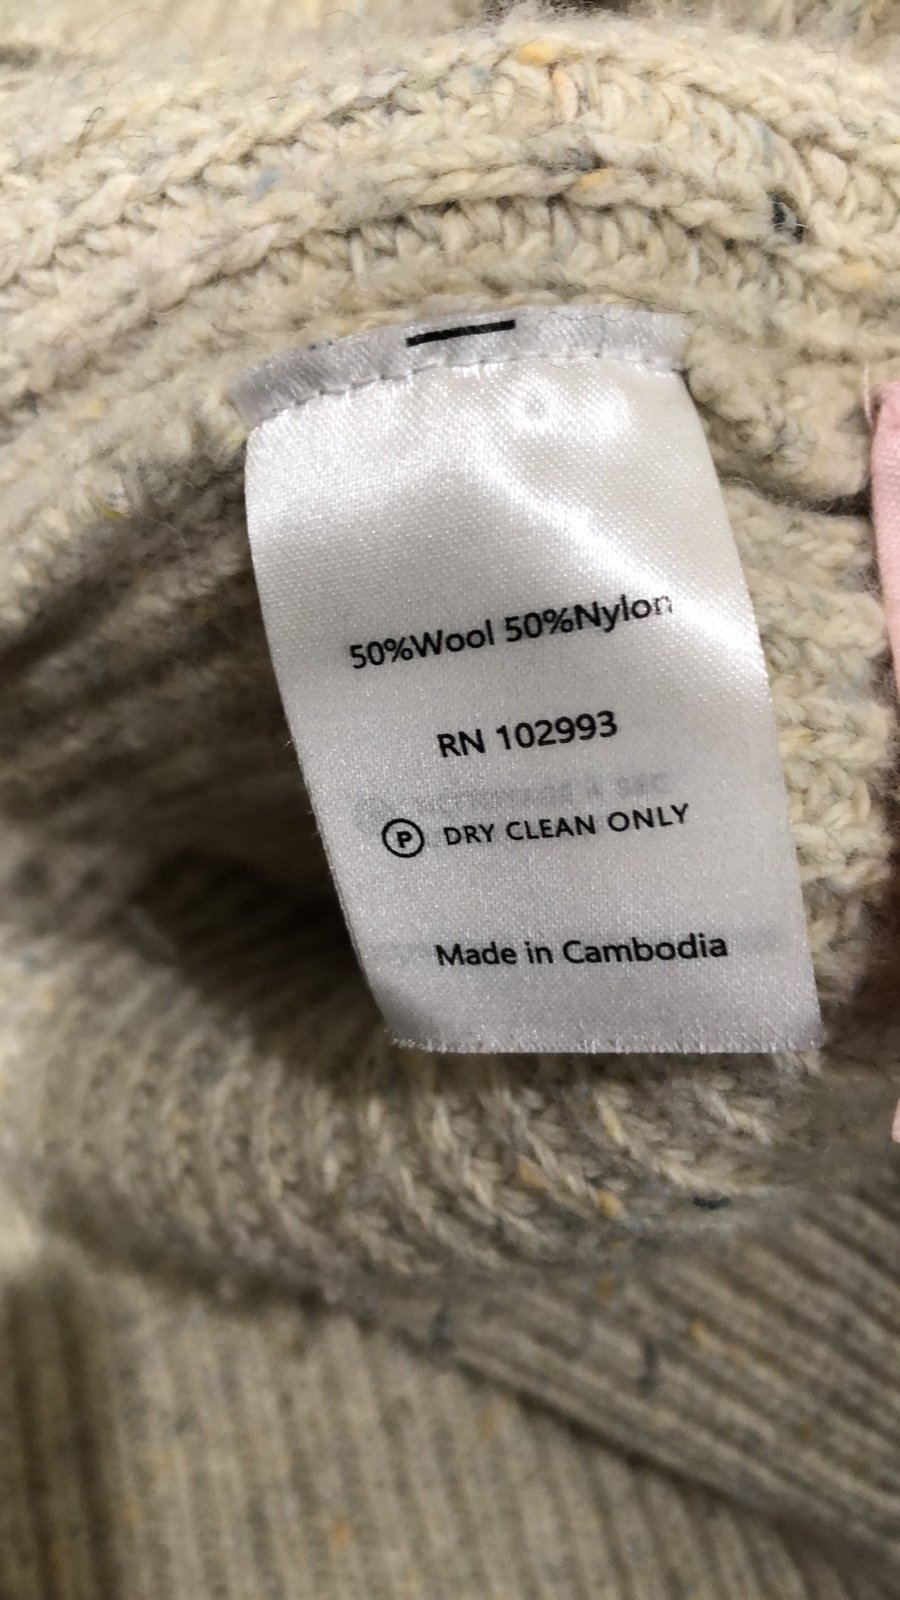 50%Wool 50%Nylon
RN 102993
Ⓟ DRY CLEAN ONLY
Made in Cambodia